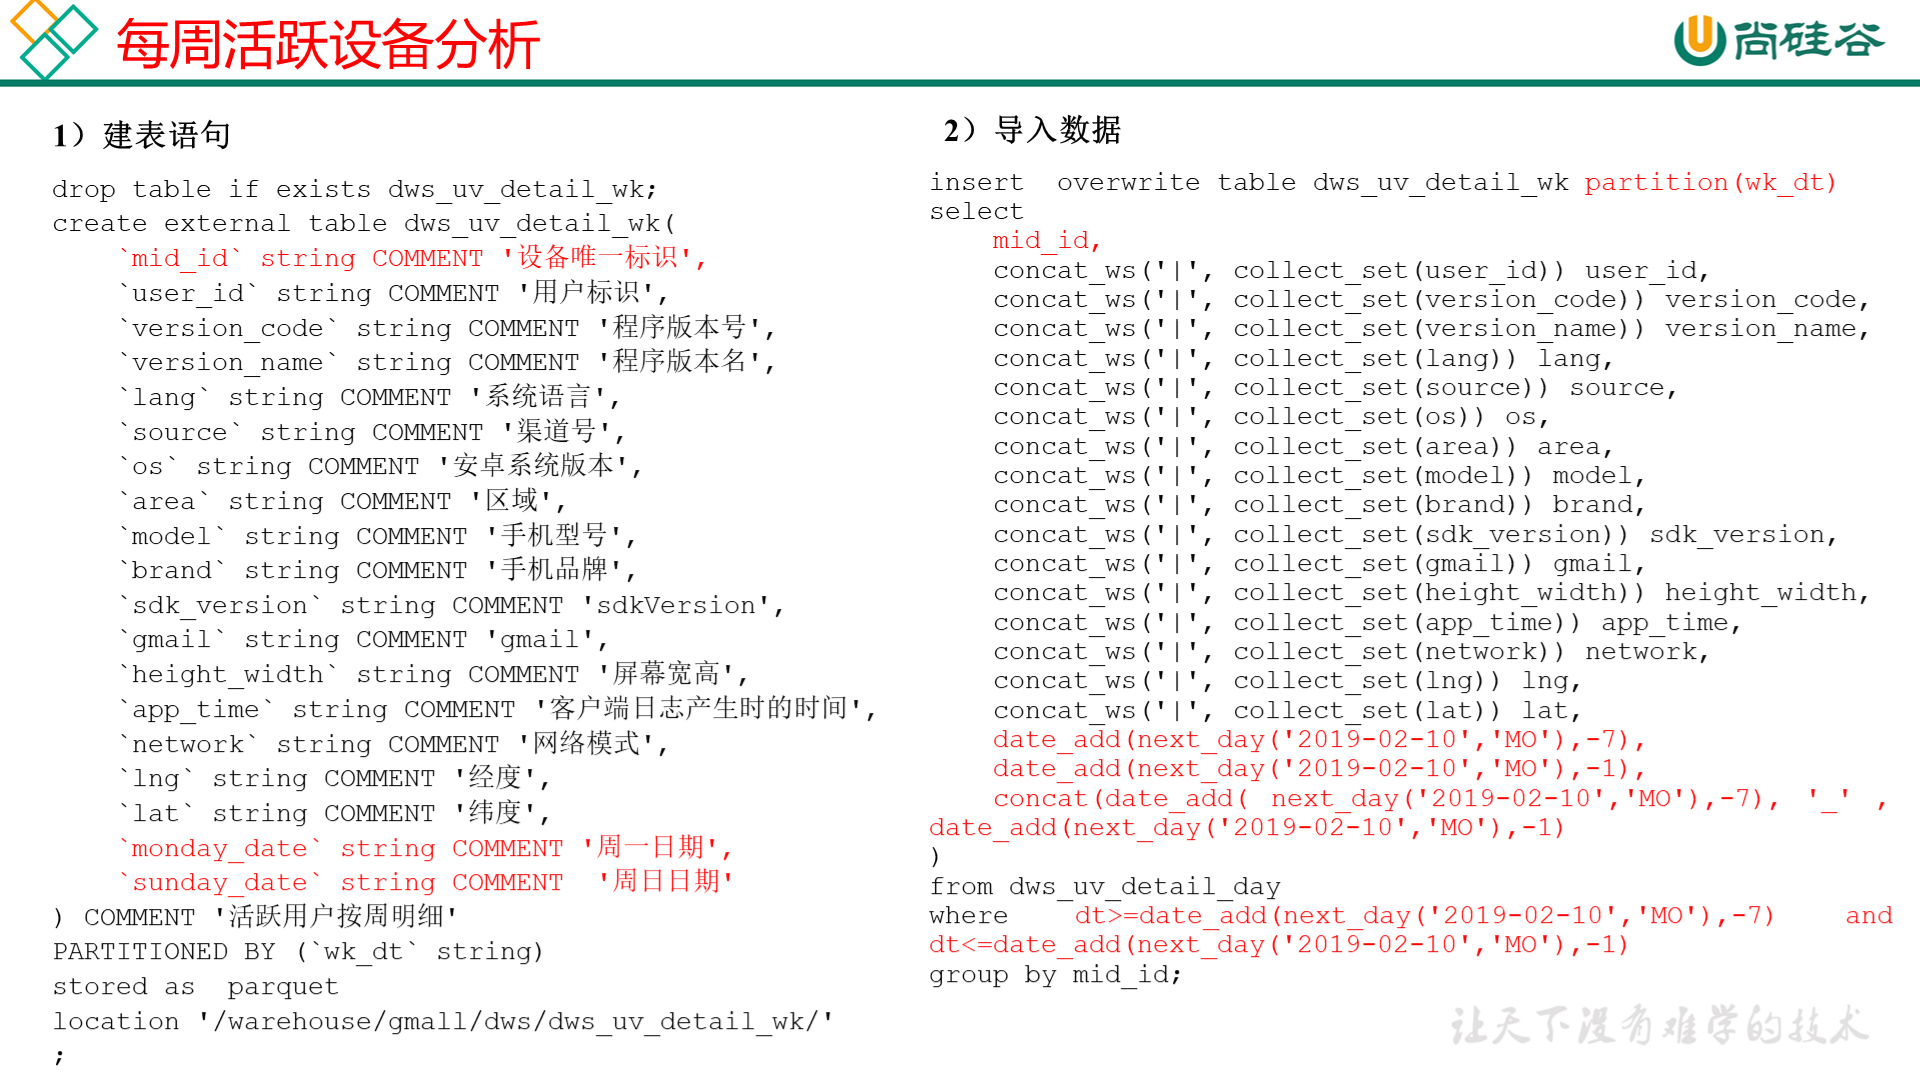 每周活跃设备分析
尚硅谷
1）建表语句
drop table if exists dws_uv_detail_wk;
create external table dws_uv_detail_wk(
`mid_id` string COMMENT '设备唯一标识',
`user_id` string COMMENT '用户标识',
`version_code` string COMMENT '程序版本号',
`version_name` string COMMENT '程序版本名',
`lang` string COMMENT '系统语言',
`source` string COMMENT '渠道号',
`os` string COMMENT '安卓系统版本',
`area` string COMMENT '区域',
`model` string COMMENT '手机型号',
`brand` string COMMENT '手机品牌',
`sdk_version` string COMMENT 'sdkVersion',
`gmail` string COMMENT 'gmail',
`height_width` string COMMENT '屏幕宽高',
`app_time` string COMMENT '客户端日志产生时的时间',
`network` string COMMENT '网络模式',
`lng` string COMMENT '经度',
`lat` string COMMENT '纬度',
`monday_date` string COMMENT '周一日期',
`sunday_date` string COMMENT  '周日日期'
) COMMENT '活跃用户按周明细'
PARTITIONED BY (`wk_dt` string)
stored as  parquet
location '/warehouse/gmall/dws/dws_uv_detail_wk/'
;
2）导入数据
insert  overwrite table dws_uv_detail_wk partition(wk_dt)
select
mid_id,
concat_ws('|', collect_set(user_id)) user_id,
concat_ws('|', collect_set(version_code)) version_code,
concat_ws('|', collect_set(version_name)) version_name,
concat_ws('|', collect_set(lang)) lang,
concat_ws('|', collect_set(source)) source,
concat_ws('|', collect_set(os)) os,
concat_ws('|', collect_set(area)) area,
concat_ws('|', collect_set(model)) model,
concat_ws('|', collect_set(brand)) brand,
concat_ws('|', collect_set(sdk_version)) sdk_version,
concat_ws('|', collect_set(gmail)) gmail,
concat_ws('|', collect_set(height_width)) height_width,
concat_ws('|', collect_set(app_time)) app_time,
concat_ws('|', collect_set(network)) network,
concat_ws('|', collect_set(lng)) lng,
concat_ws('|', collect_set(lat)) lat,
date_add(next_day('2019-02-10','MO'),-7),
date_add(next_day('2019-02-10','MO'),-1),
concat(date_add( next_day('2019-02-10','MO'),-7), '_' ,
date_add(next_day('2019-02-10','MO'),-1)
)
from dws_uv_detail_day
where dt>=date_add(next_day('2019-02-10','MO'),-7) and
dt<=date_add(next_day('2019-02-10','MO'),-1)
group by mid_id;
让天下没有难学的技术